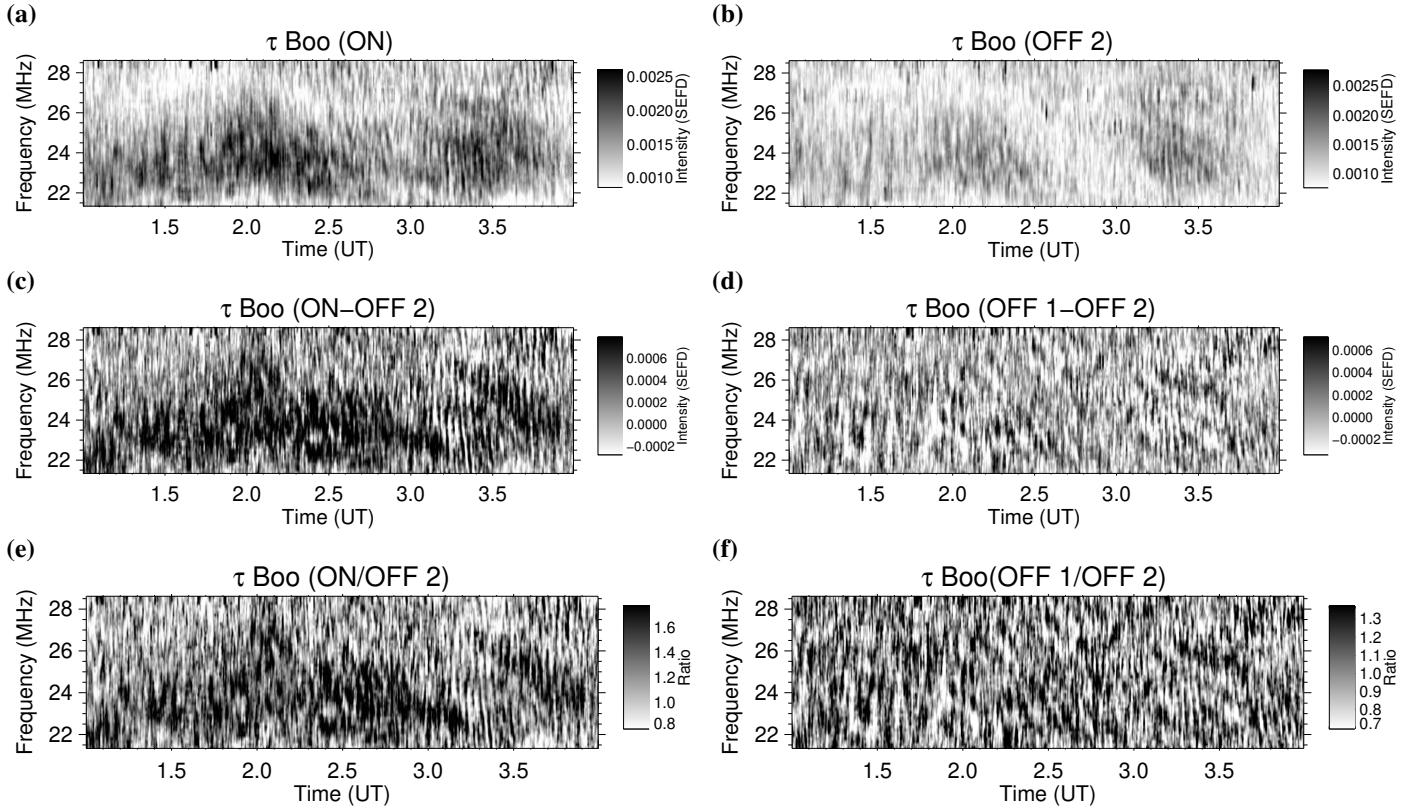 (a)
τ Boo (ON)
Frequency (MHz)
28
26
24
22
1.5 2.0 2.5 3.0 3.5
Time (UT)
0.0025
0.0020
0.0015
0.0010
Intensity (SEFD)
(b)
τ Boo (OFF 2)
Frequency (MHz)
28
26
24
22
1.5 2.0 2.5 3.0 3.5
Time (UT)
0.0025
0.0020
0.0015
0.0010
Intensity (SEFD)
(c)
τ Boo (ON−OFF 2)
Frequency (MHz)
28
26
24
22
1.5 2.0 2.5 3.0 3.5
Time (UT)
0.0006
0.0004
0.0002
0.0000
−0.0002
Intensity (SEFD)
(d)
τ Boo (OFF 1−OFF 2)
Frequency (MHz)
28
26
24
22
1.5 2.0 2.5 3.0 3.5
Time (UT)
0.0006
0.0004
0.0002
0.0000
−0.0002
Intensity (SEFD)
(e)
τ Boo (ON/OFF 2)
Frequency (MHz)
28
26
24
22
1.5 2.0 2.5 3.0 3.5
Time (UT)
1.6
1.4
1.2
1.0
0.8
Ratio
(f)
τ Boo(OFF 1/OFF 2)
Frequency (MHz)
28
26
24
22
1.5 2.0 2.5 3.0 3.5
Time (UT)
1.3
1.2
1.1
1.0
0.9
0.8
0.7
Ratio